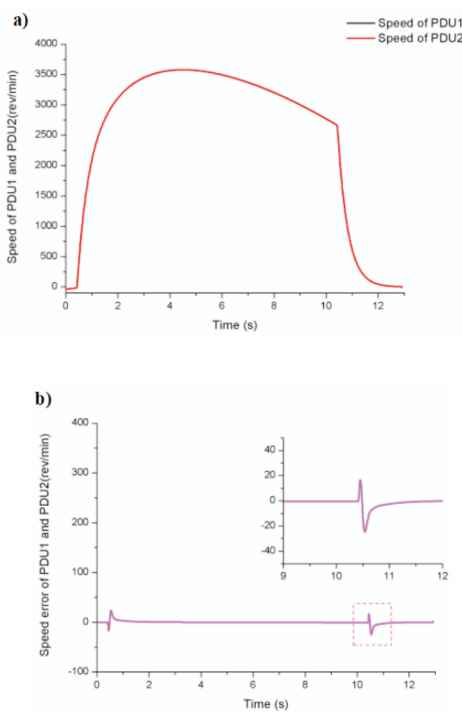 a)
Speed of PDU1
Speed of PDU2
Speed of PDU1 and PDU2(rev/min)
4000
3500
3000
2500
2000
1500
1000
500
0
0 2 4 6 8 10 12
Time (s)
b)
Speed error of PDU1 and PDU2(rev/min)
400
300
200
100
0
-100
40
20
0
-20
-40
9 10 11 12
0 2 4 6 8 10 12
Time (s)